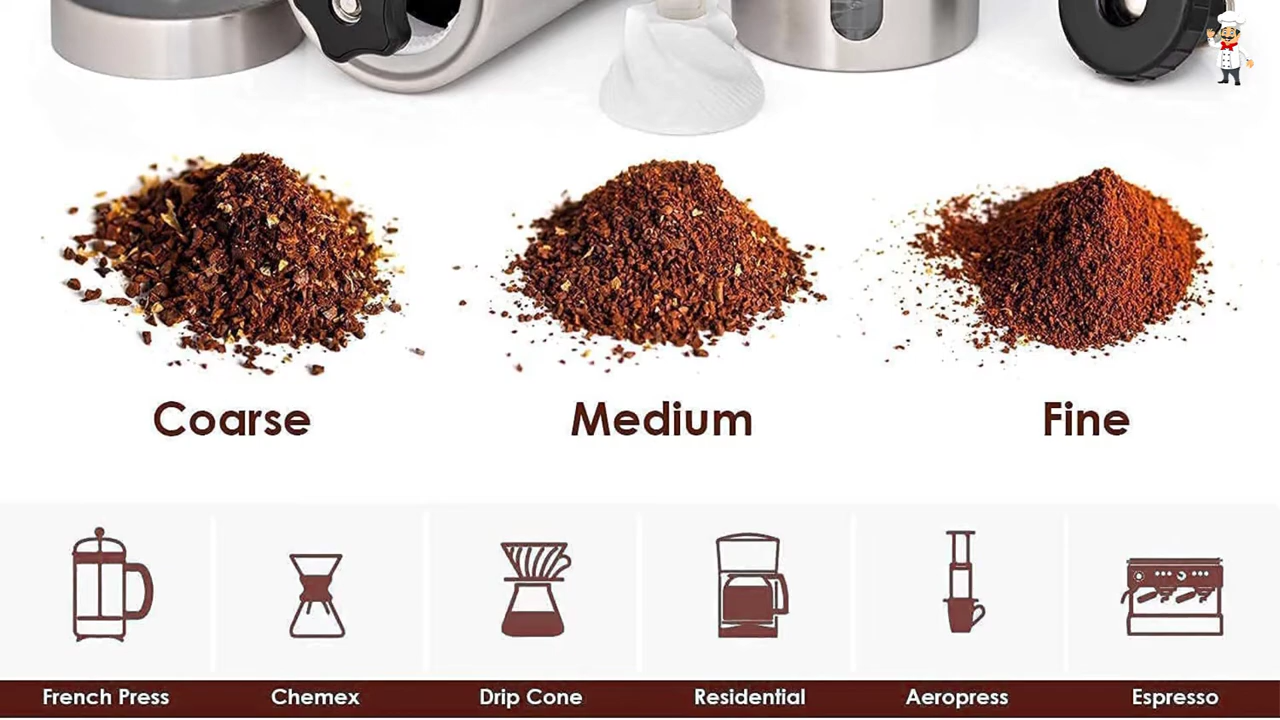 Coarse
Medium
Fine
French Press
Chemex
Drip Cone
Residential
Aeropress
Espresso